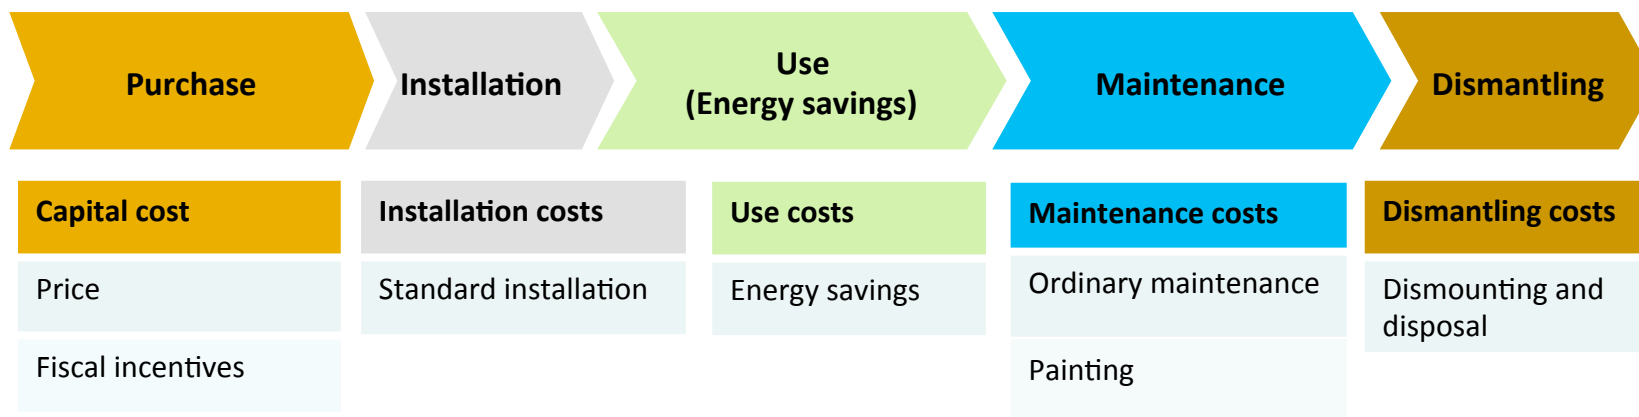 Purchase
Installation
Use
(Energy savings)
Maintenance
Dismantling
Capital cost
Price
Fiscal incentives
Installation costs
Standard installation
Use costs
Energy savings
Maintenance costs
Ordinary maintenance
Painting
Dismantling costs
Dismounting and
disposal